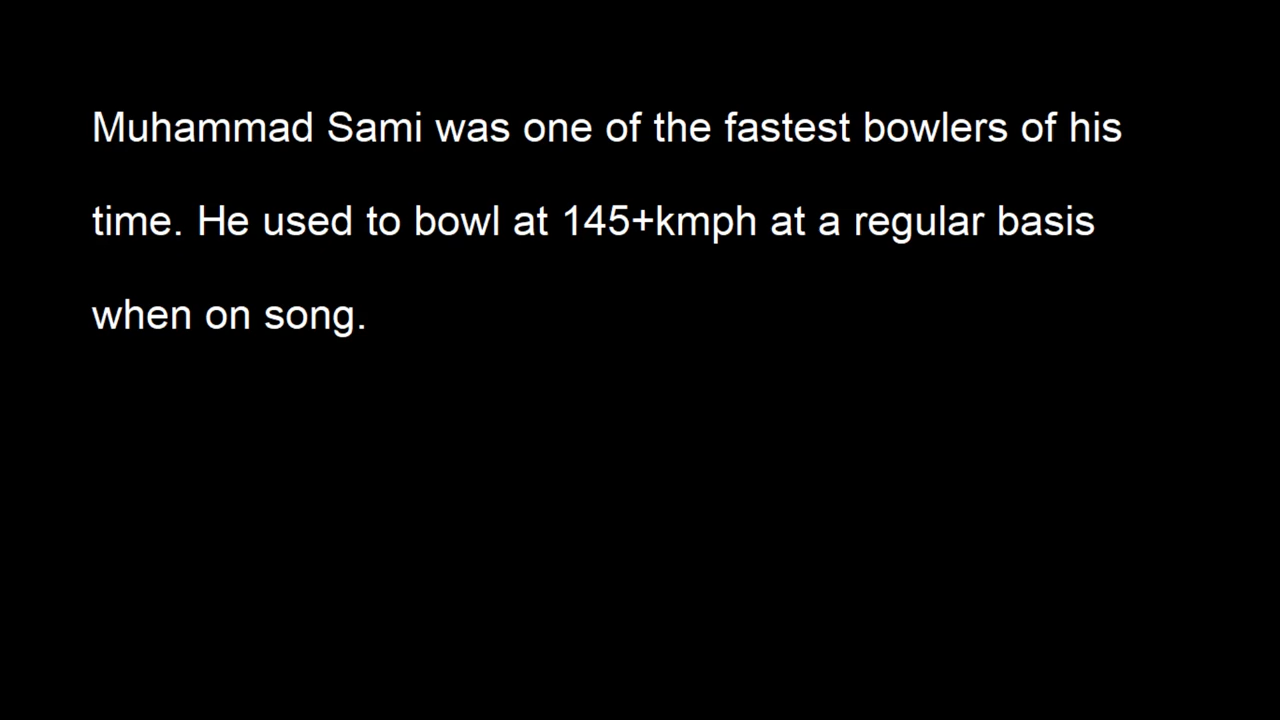 Muhammad Sami was one of the fastest bowlers of his
time. He used to bowl at 145+kmph at a regular basis
when on song.